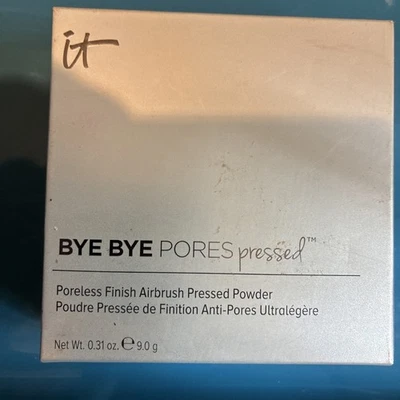 it
BYE BYE PORES pressed™
Poreless Finish Airbrush Pressed Powder
Poudre Pressée de Finition Anti-Pores Ultralégère
Net Wt. 0.31 oz. ℮ 9.0 g